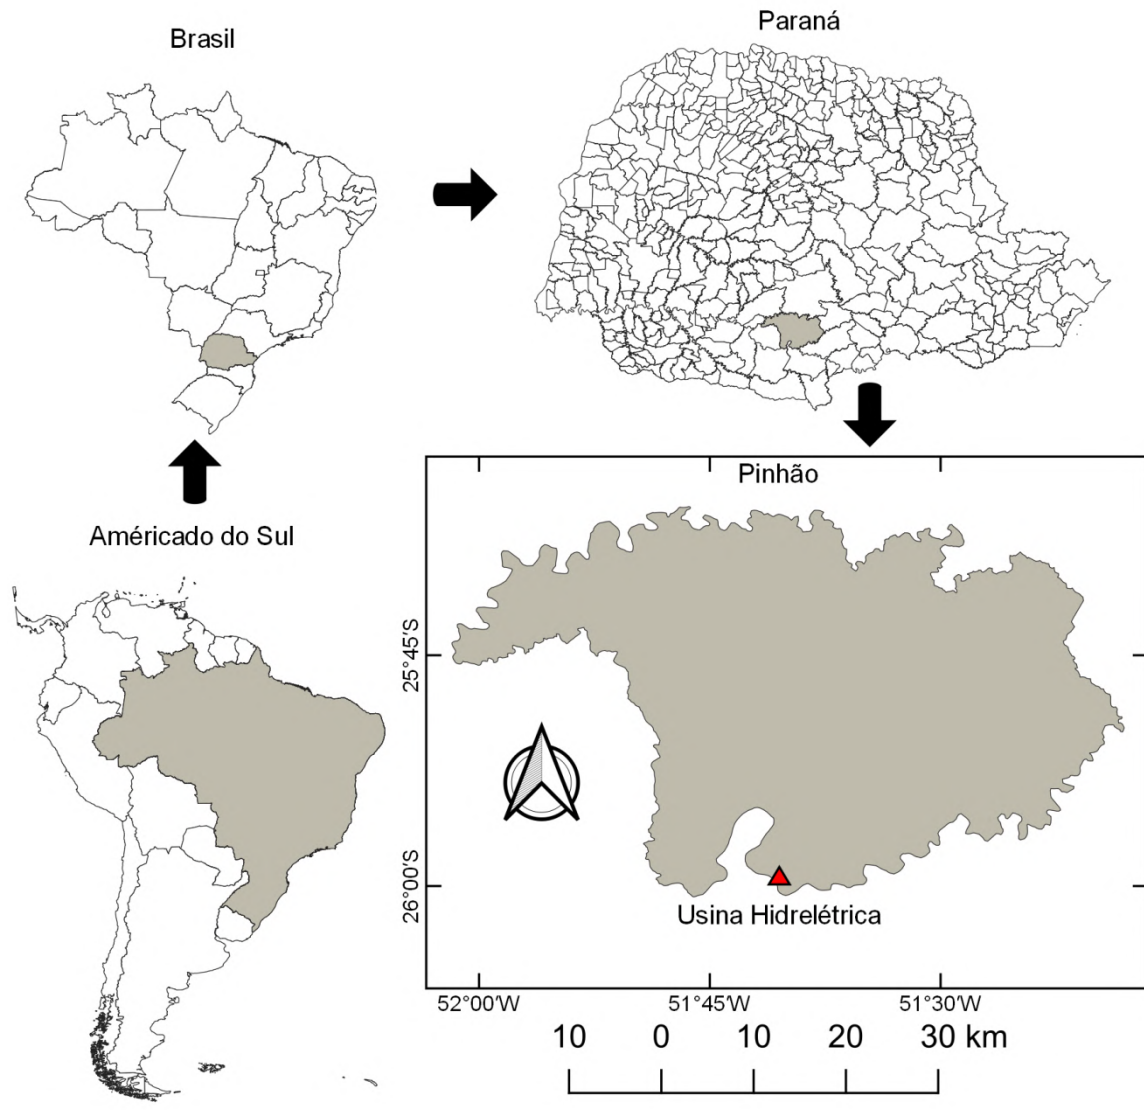 Brasil
Paraná
Américado do Sul
Pinhão
25°45'S
26°00'S
Usina Hidrelétrica
52°00'W
51°45'W
51°30'W
10 0 10 20 30 km